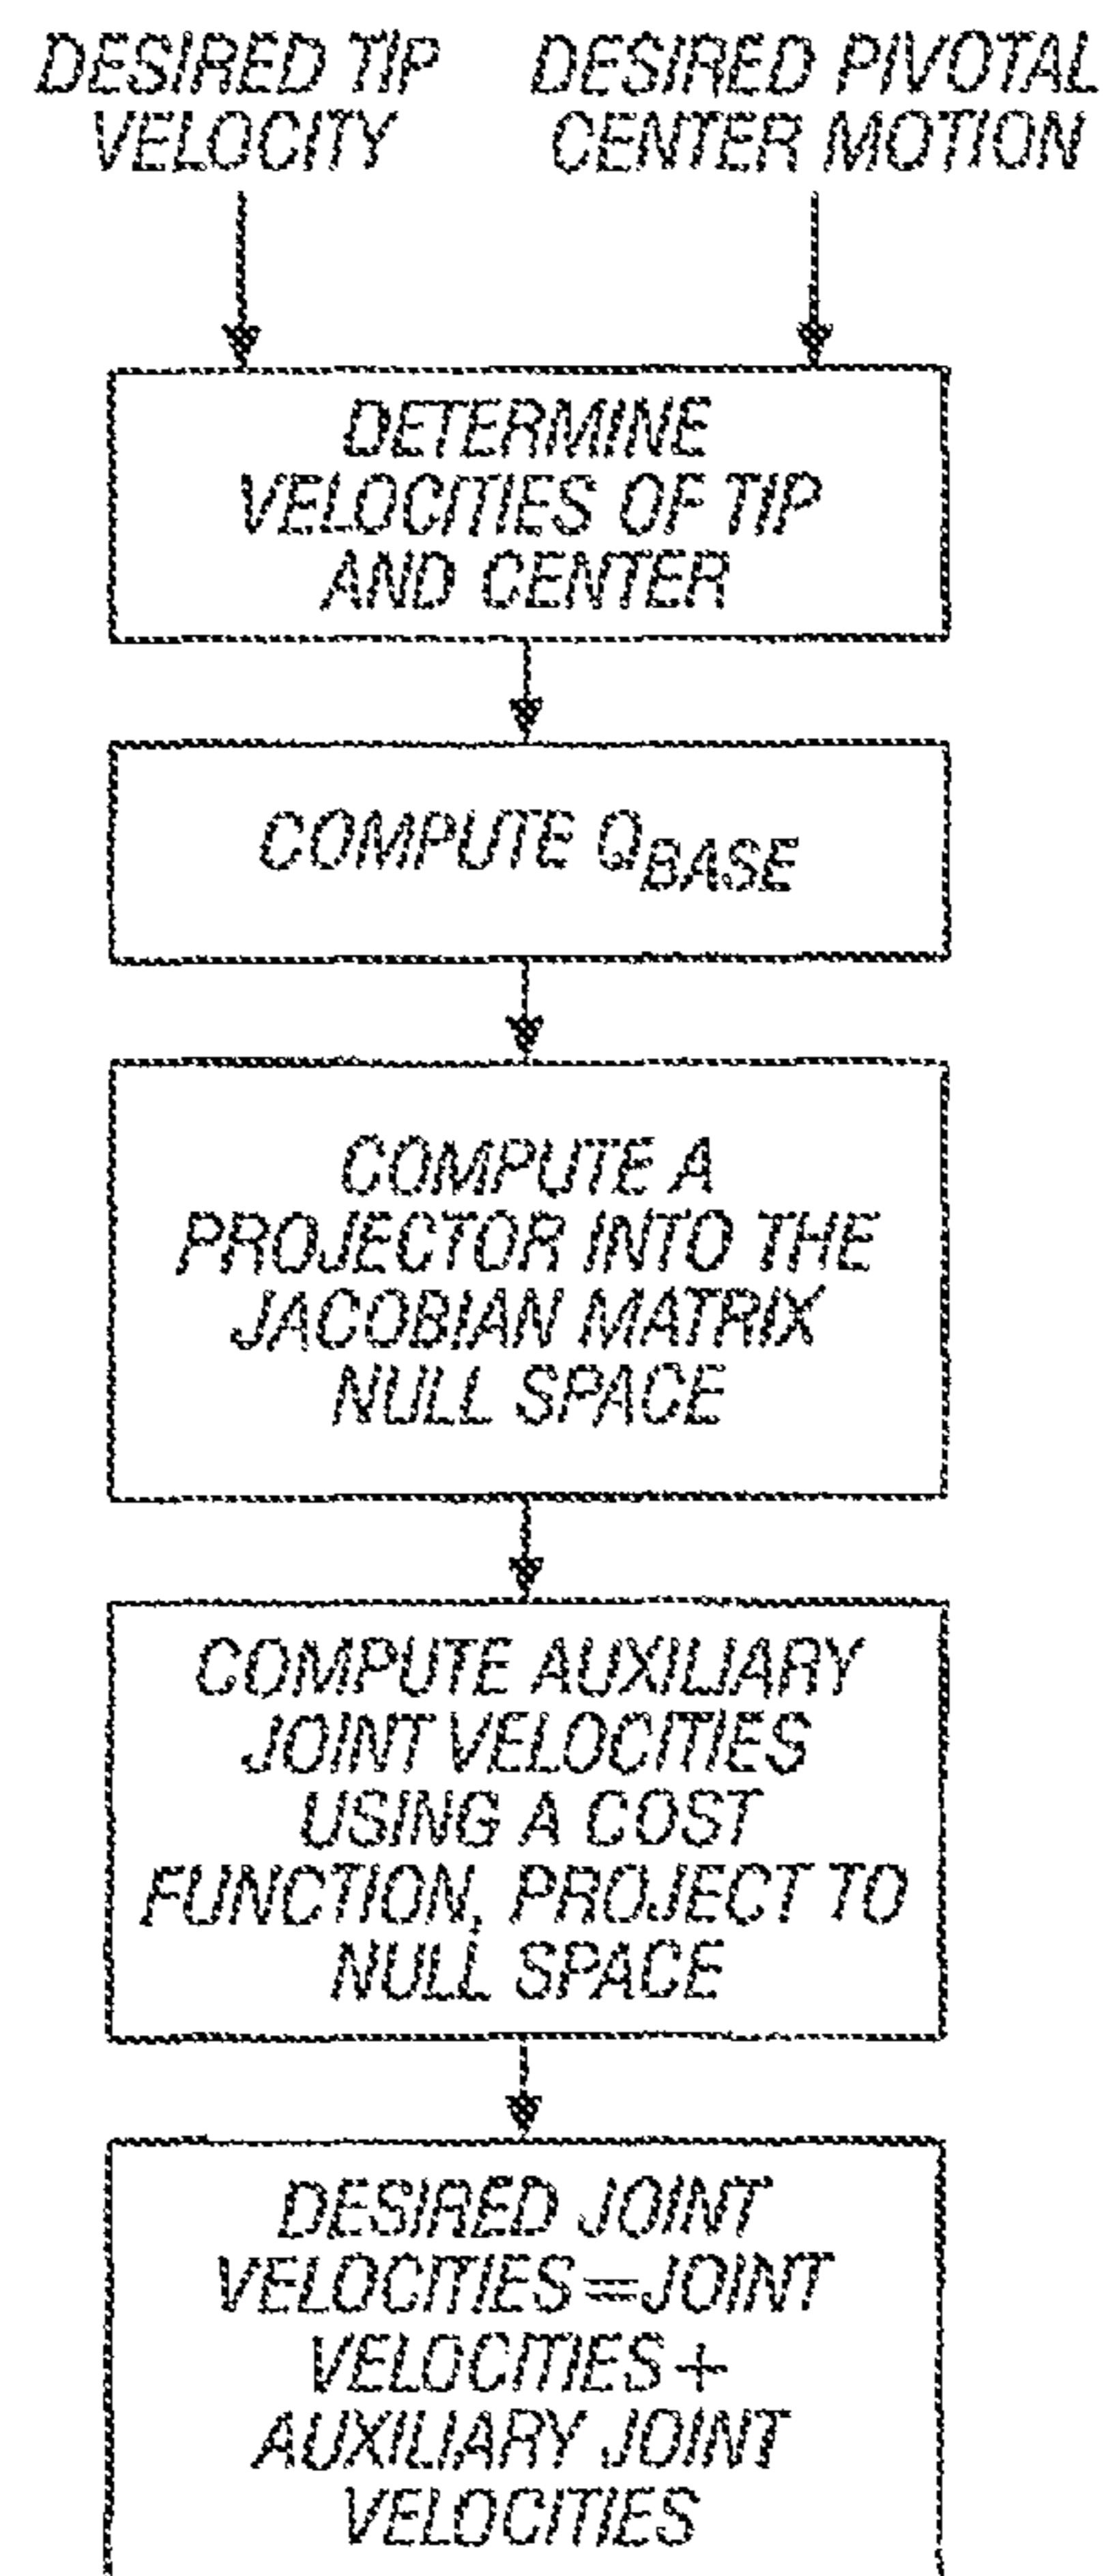 DESIRED TIP
VELOCITY
DESIRED PIVOTAL
CENTER MOTION
DETERMINE
VELOCITIES OF TIP
AND CENTER
COMPUTE QBASE
COMPUTE A
PROJECTOR INTO THE
JACOBIAN MATRIX
NULL SPACE
COMPUTE AUXILIARY
JOINT VELOCITIES
USING A COST
FUNCTION, PROJECT TO
NULL SPACE
DESIRED JOINT
VELOCITIES=JOINT
VELOCITIES+
AUXILIARY JOINT
VELOCITIES